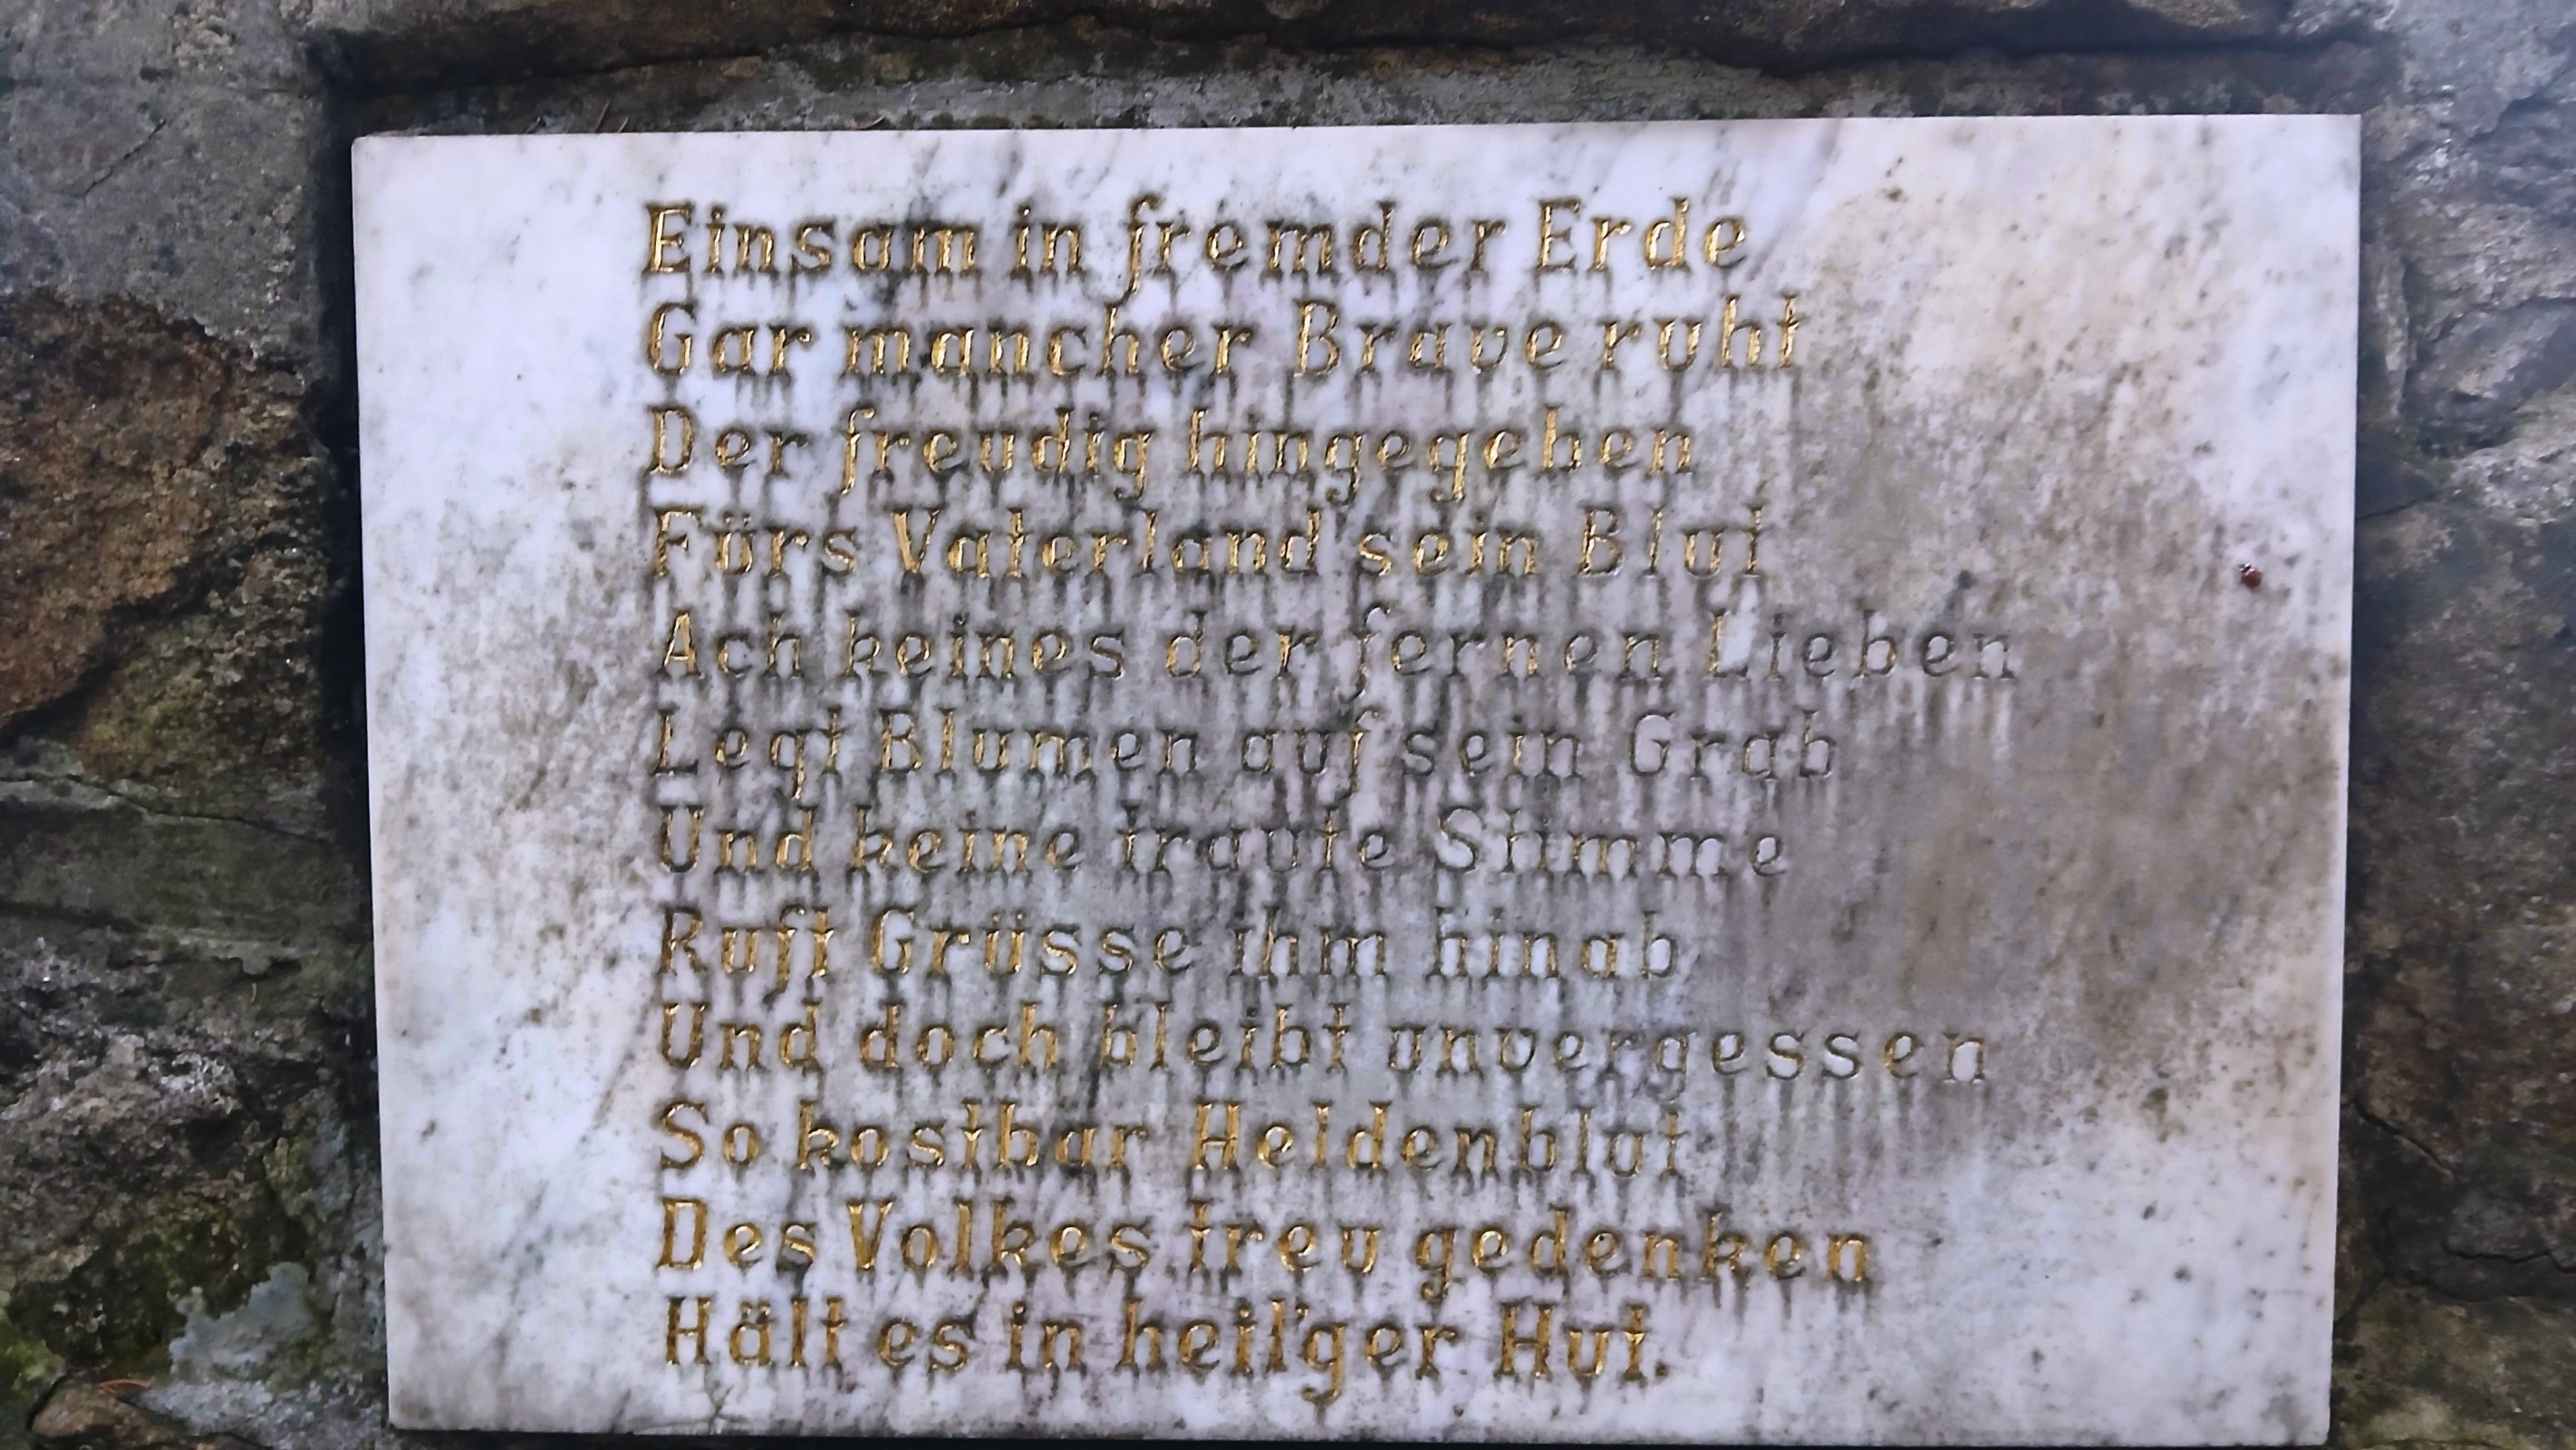 Einsam in fremder Erde
Gar mancher Brave ruht
Der freudig hingegeben
Fürs Vaterland sein Blut
Ach keines der fernen Lieben
Legt Blumen auf sein Grab
Und keine traute Stimme
Ruft Grüsse ihm hinab
Und doch bleibt unvergessen
So kostbar Heldenblut
Des Volkes treu gedenken
Hält es in heil'ger Hut.